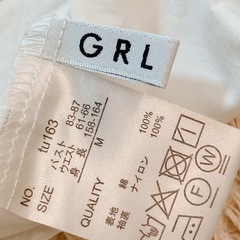 GRL
NO. tu163
SIZE
バスト 83-87
ウエスト 61-66
身長 158-164
M
QUALITY
表地 綿 100%
袖裏 ナイロン 100%